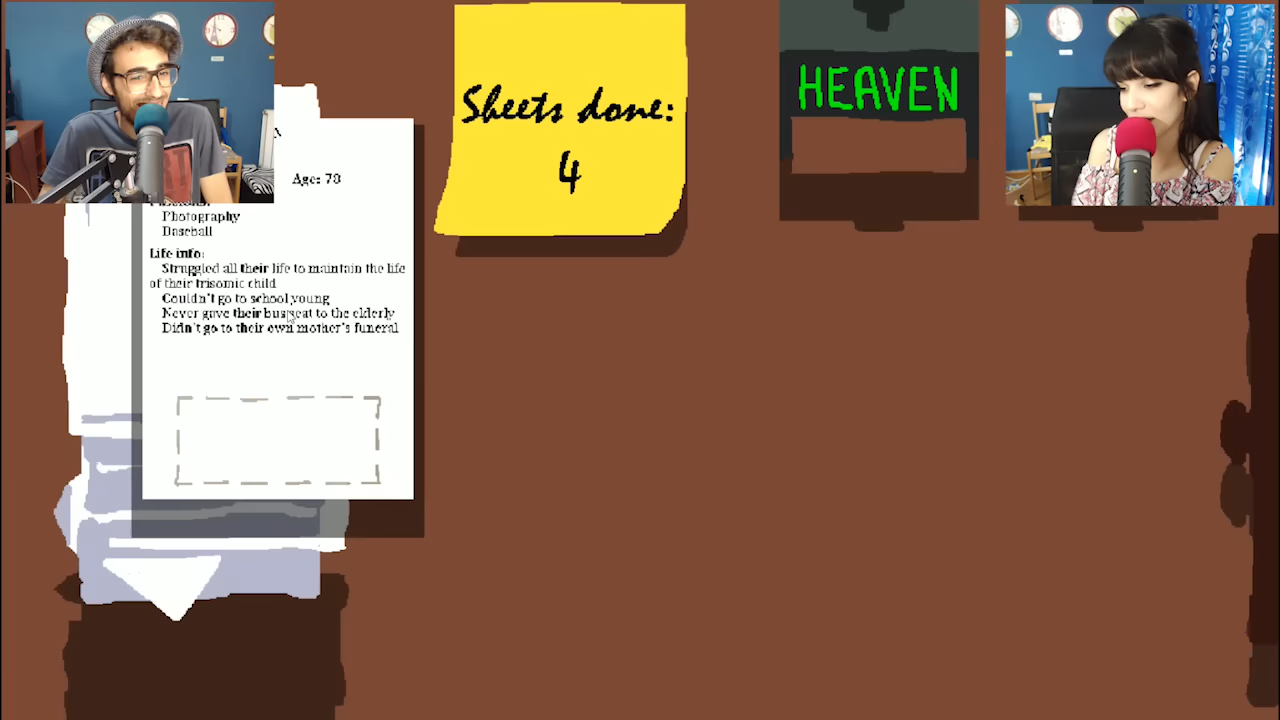 Sheets done:
4
HEAVEN
Age: 78
Photography
Baseball
Life info:
Struggled all their life to maintain the life
of their trisomic child
Couldn't go to school young
Never gave their bus seat to the elderly
Didn't go to their own mother's funeral